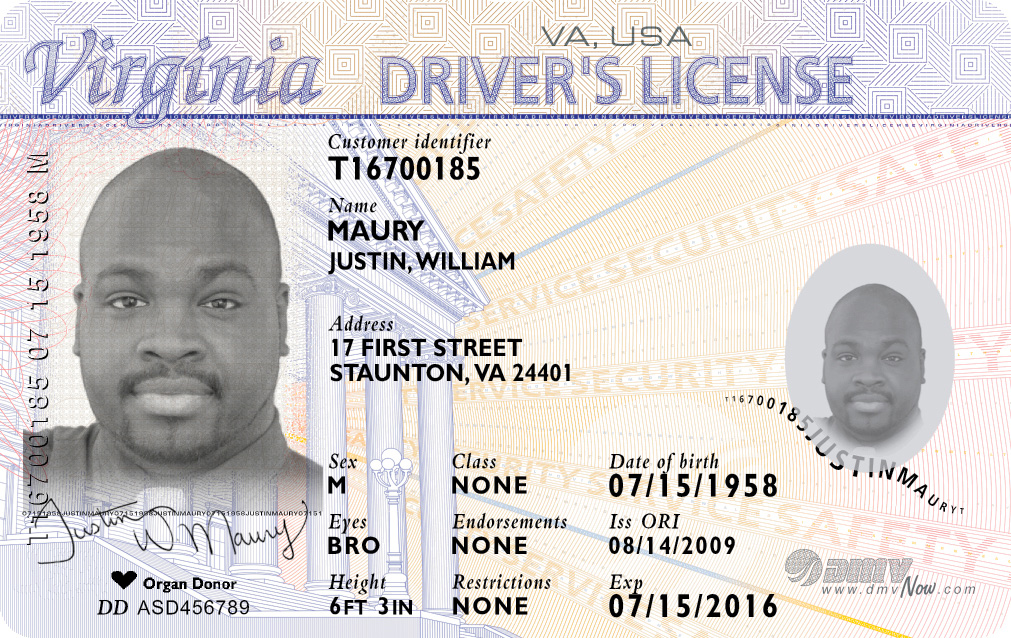 Virginia
VA, USA
DRIVER'S LICENSE
Customer identifier
T16700185
Name
MAURY
JUSTIN, WILLIAM
Address
17 FIRST STREET
STAUNTON, VA 24401
Sex
M
Class
NONE
Date of birth
07/15/1958
Eyes
BRO
Endorsements
NONE
Iss ORI
08/14/2009
Height
6FT 3IN
Restrictions
NONE
Exp
07/15/2016
T16700185 07 15 1958 M
Justin W Maury
Organ Donor
DD ASD456789
T16700185JUSTINMAURY
SERVICE SECURITY SAFETY
dmv
www.dmvNow.com